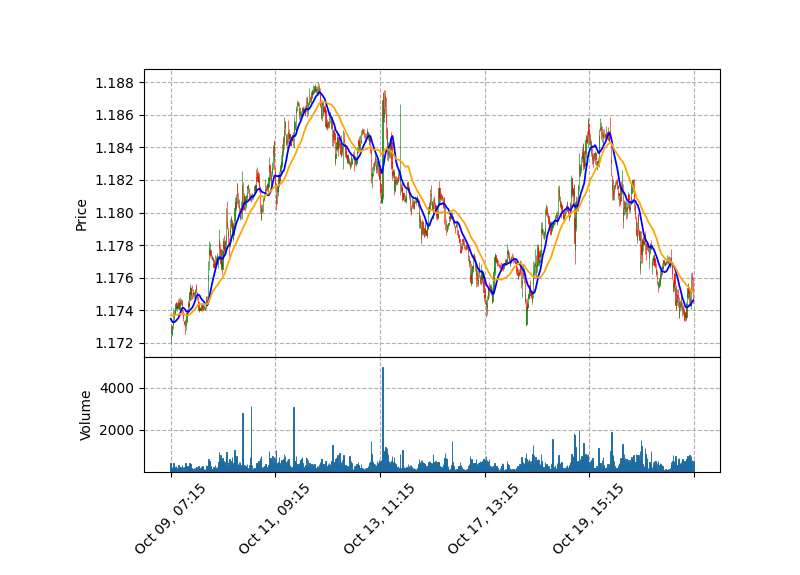 Price
1.188
1.186
1.184
1.182
1.180
1.178
1.176
1.174
1.172
Volume
4000
2000
Oct 09, 07:15
Oct 11, 09:15
Oct 13, 11:15
Oct 17, 13:15
Oct 19, 15:15